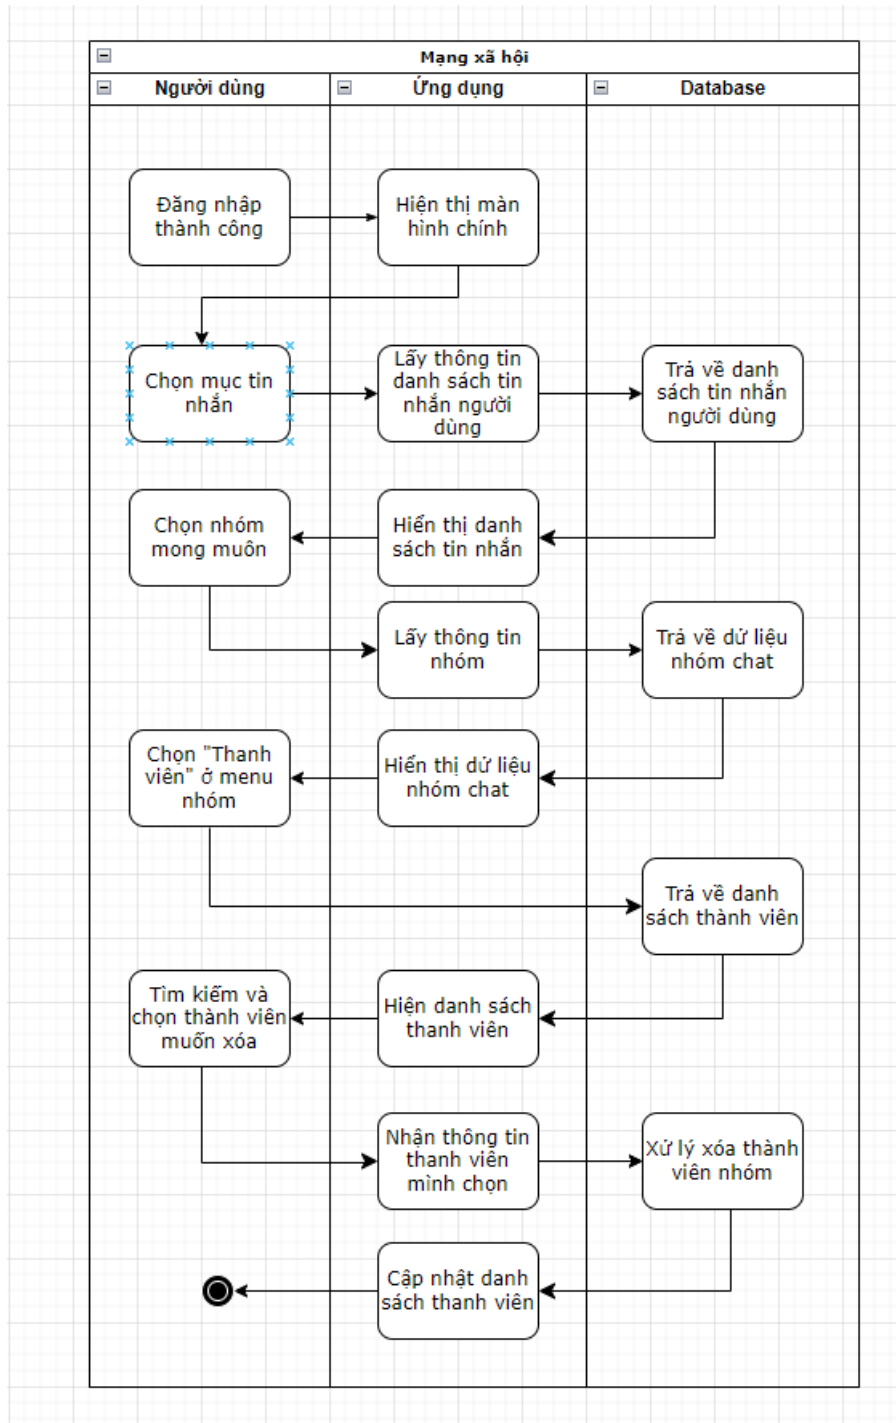 Mạng xã hội
Người dùng
Ứng dụng
Database
Đăng nhập
thành công
Hiện thị màn
hình chính
Chọn mục tin
nhắn
Lấy thông tin
danh sách tin
nhắn người
dùng
Trả về danh
sách tin nhắn
người dùng
Chọn nhóm
mong muôn
Hiển thị danh
sách tin nhắn
Lấy thông tin
nhóm
Trả về dử liệu
nhóm chat
Chọn "Thanh
viên" ở menu
nhóm
Hiển thị dử liệu
nhóm chat
Trả về danh
sách thành viên
Tìm kiếm và
chọn thành viên
muốn xóa
Hiện danh sách
thanh viên
Nhận thông tin
thanh viên
mình chọn
Xử lý xóa thành
viên nhóm
Cập nhật danh
sách thanh viên